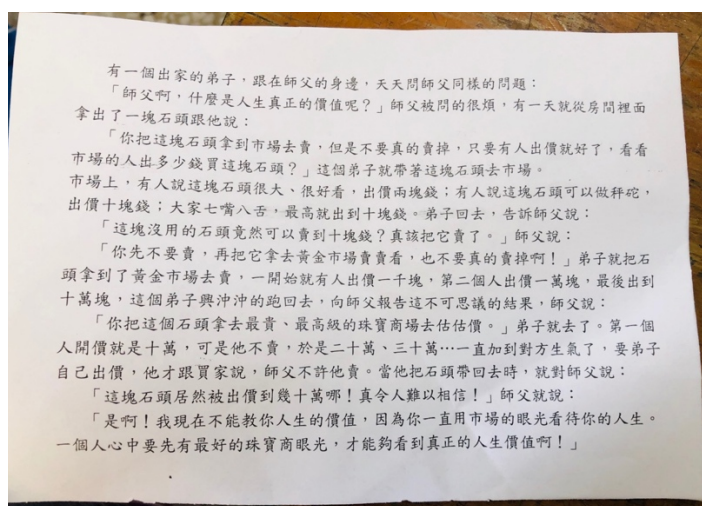 有一個出家的弟子，跟在師父的身邊，天天問師父同樣的問題：
「師父啊，什麼是人生真正的價值呢？」師父被問的很煩，有一天就從房間裡面
拿出了一塊石頭跟他說：
「你把這塊石頭拿到市場去賣，但是不要真的賣掉，只要有人出價就好了，看看
市場的人出多少錢買這塊石頭？」這個弟子就帶著這塊石頭去市場。
市場上，有人說這塊石頭很大、很好看，出價兩塊錢；有人說這塊石頭可以做秤砣，
出價十塊錢；大家七嘴八舌，最高就出到十塊錢。弟子回去，告訴師父說：
「這塊沒用的石頭竟然可以賣到十塊錢？真該把它賣了。」師父說：
「你先不要賣，再把它拿去黃金市場賣賣看，也不要真的賣掉啊！」弟子就把石
頭拿到了黃金市場去賣，一開始就有人出價一千塊，第二個人出價一萬塊，最後出到
十萬塊，這個弟子興沖沖的跑回去，向師父報告這不可思議的結果，師父說：
「你把這個石頭拿去最貴、最高級的珠寶商場去估估價。」弟子就去了。第一個
人開價就是十萬，可是他不賣，於是二十萬、三十萬…一直加到對方生氣了，要弟子
自己出價，他才跟買家說，師父不許他賣。當他把石頭帶回去時，就對師父說：
「這塊石頭居然被出價到幾十萬哪！真令人難以相信！」師父就說：
「是啊！我現在不能教你人生的價值，因為你一直用市場的眼光看待你的人生。
一個人心中要先有最好的珠寶商眼光，才能夠看到真正的人生價值啊！」